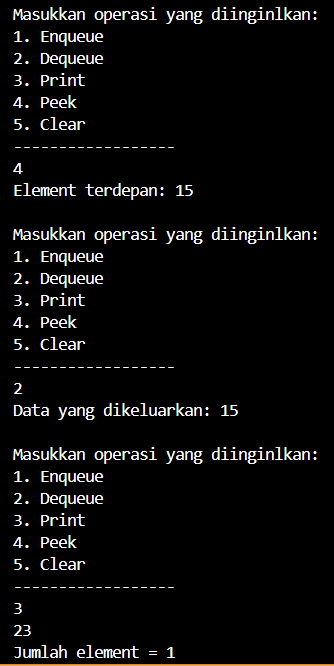 Masukkan operasi yang diinginlkan:
1. Enqueue
2. Dequeue
3. Print
4. Peek
5. Clear
------------------
4
Element terdepan: 15
Masukkan operasi yang diinginlkan:
1. Enqueue
2. Dequeue
3. Print
4. Peek
5. Clear
------------------
2
Data yang dikeluarkan: 15
Masukkan operasi yang diinginlkan:
1. Enqueue
2. Dequeue
3. Print
4. Peek
5. Clear
------------------
3
23
Jumlah element = 1